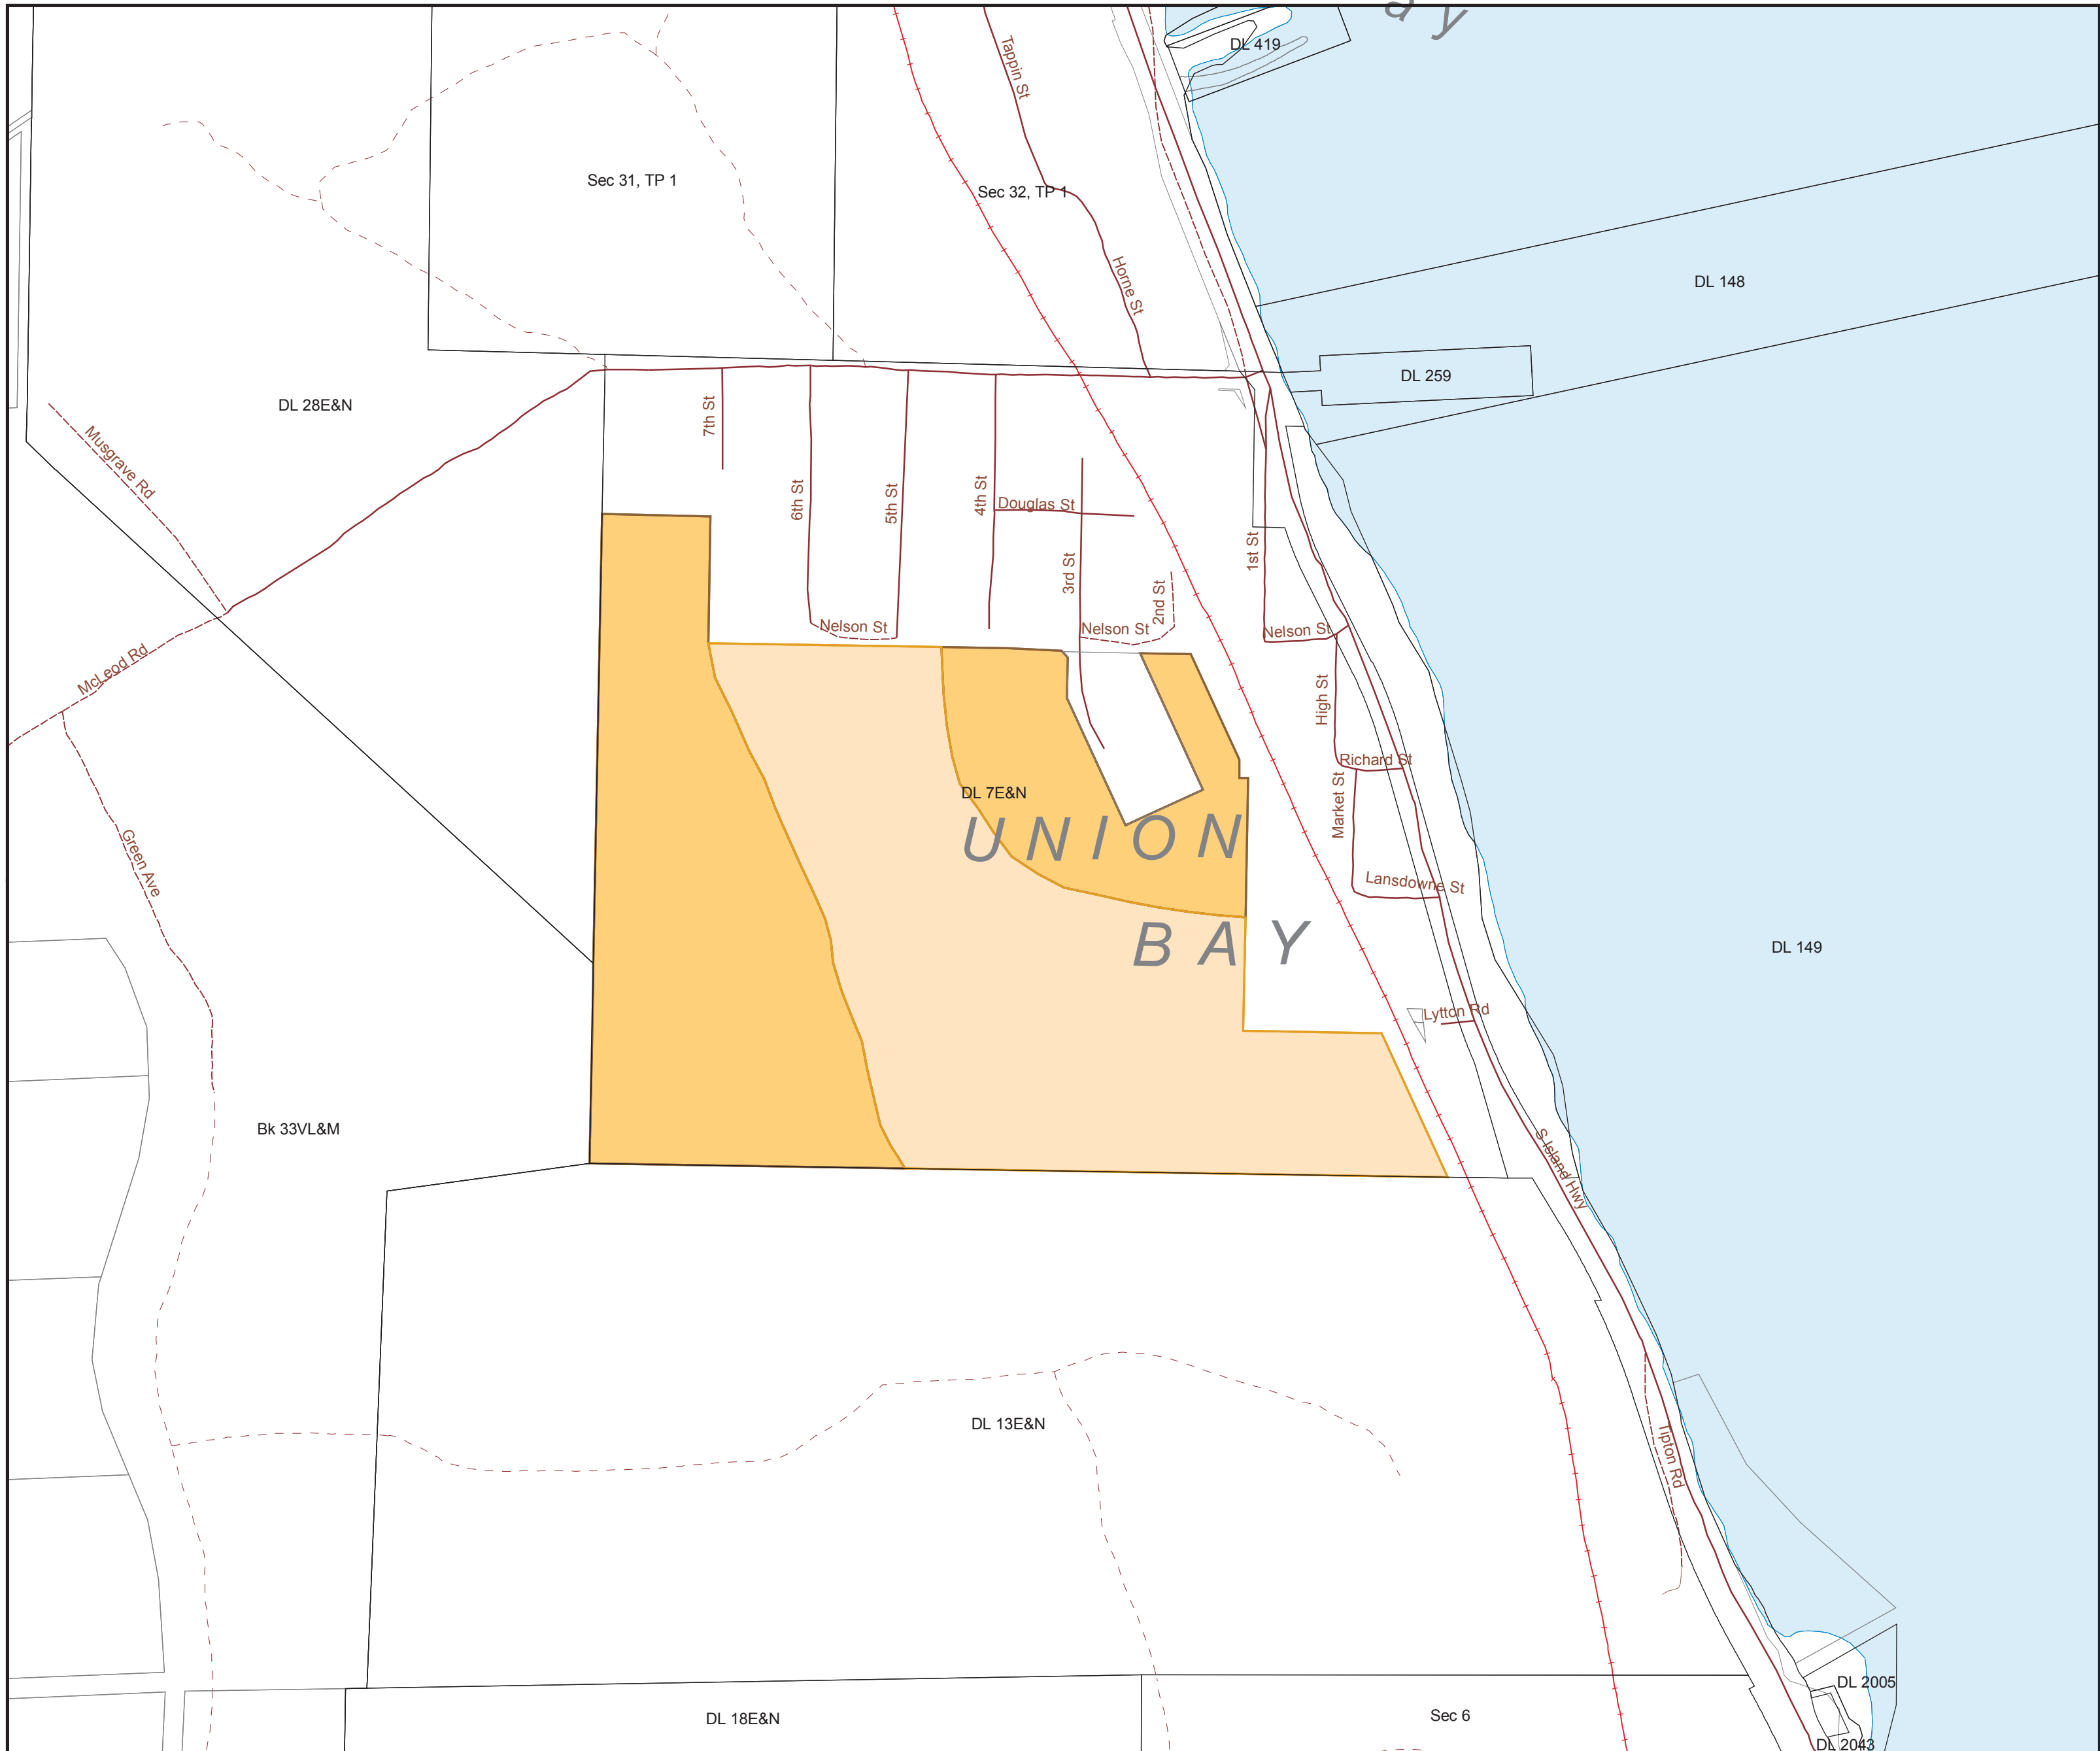 ay
DL 419
Tappin St
Sec 31, TP 1
Sec 32, TP 1
Horne St
DL 148
DL 259
DL 28E&N
7th St
Musgrave Rd
6th St
5th St
4th St
Douglas St
3rd St
2nd St
1st St
Nelson St
Nelson St
Nelson St
McLeod Rd
High St
Richard St
DL 7E&N
Market St
UNION
Green Ave
Lansdowne St
BAY
DL 149
Lytton Rd
Bk 33VL&M
S Island Hwy
DL 13E&N
Tipton Rd
DL 2005
DL 18E&N
Sec 6
DL 2043